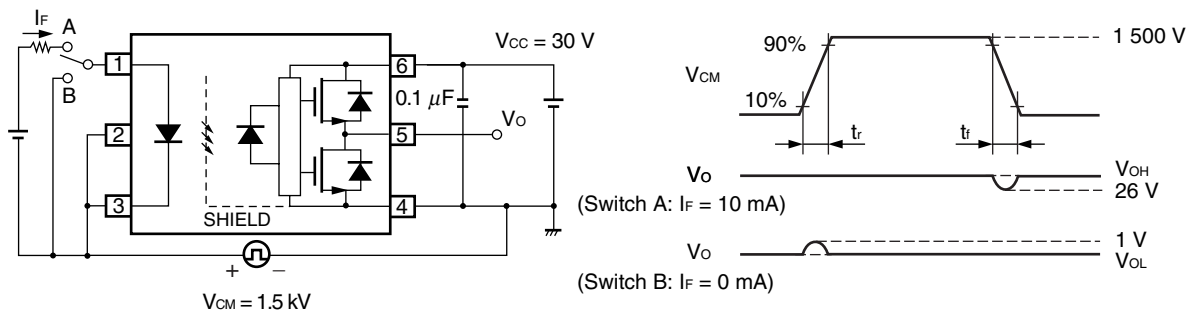 IF
A
B
1
2
3
SHIELD
6
5
4
VCC = 30 V
0.1 μF
VO
+
−
VCM = 1.5 kV
90%
10%
VCM
tr
tf
1 500 V
VO
(Switch A: IF = 10 mA)
VOH
26 V
VO
(Switch B: IF = 0 mA)
1 V
VOL